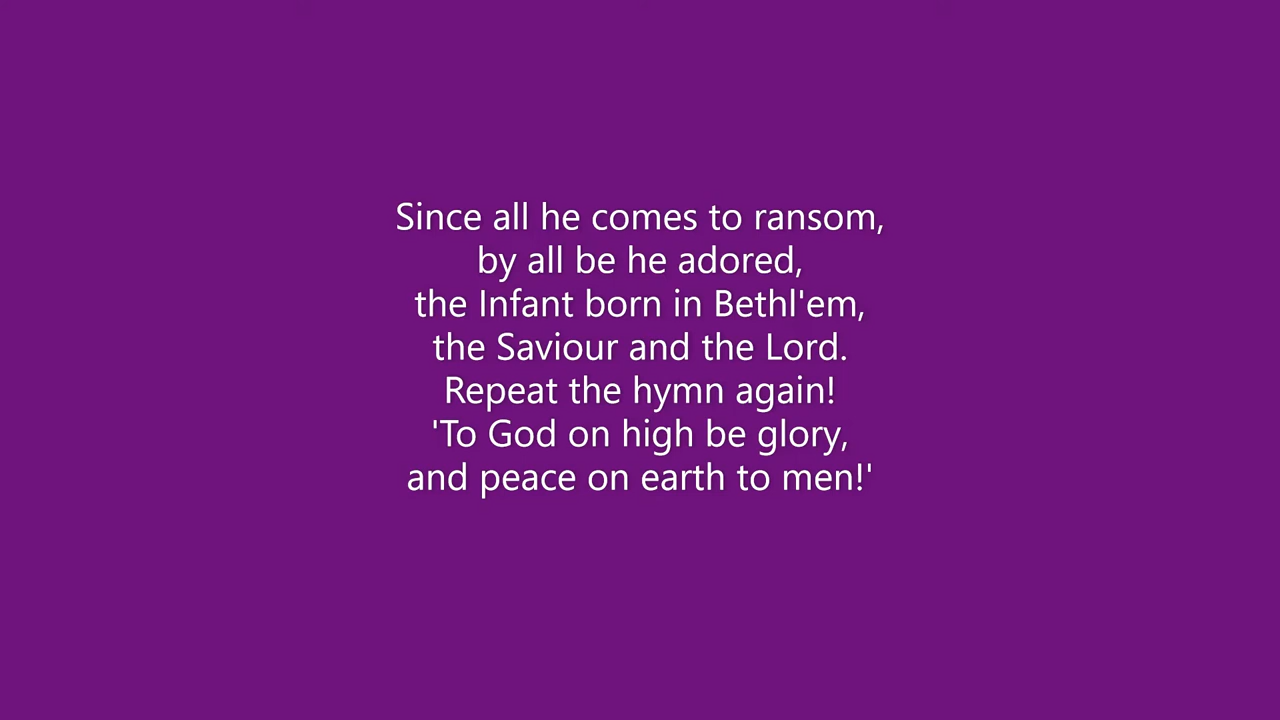 Since all he comes to ransom,
by all be he adored,
the Infant born in Bethl'em,
the Saviour and the Lord.
Repeat the hymn again!
'To God on high be glory,
and peace on earth to men!'